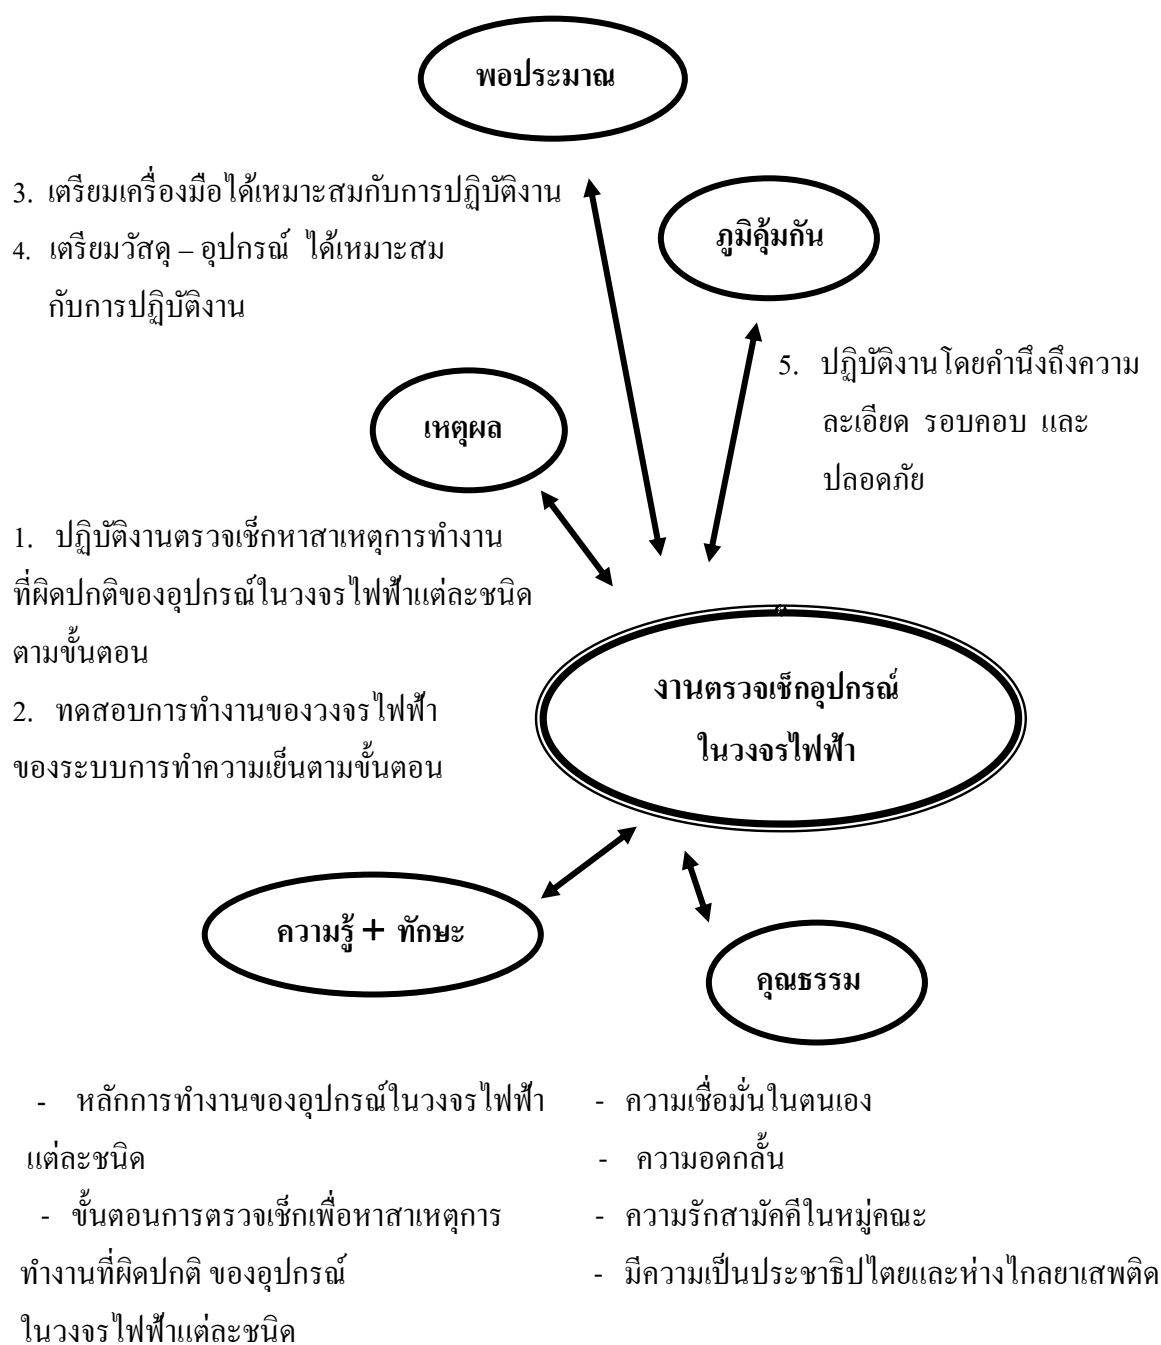 พอประมาณ
3. เตรียมเครื่องมือได้เหมาะสมกับการปฏิบัติงาน
4. เตรียมวัสดุ – อุปกรณ์ ได้เหมาะสม
กับการปฏิบัติงาน
ภูมิคุ้มกัน
5. ปฏิบัติงานโดยคำนึงถึงความ
ละเอียด รอบคอบ และ
ปลอดภัย
เหตุผล
1. ปฏิบัติงานตรวจเช็กหาสาเหตุการทำงาน
ที่ผิดปกติของอุปกรณ์ในวงจรไฟฟ้าแต่ละชนิด
ตามขั้นตอน
2. ทดสอบการทำงานของวงจรไฟฟ้า
ของระบบการทำความเย็นตามขั้นตอน
งานตรวจเช็กอุปกรณ์
ในวงจรไฟฟ้า
ความรู้ + ทักษะ
คุณธรรม
- หลักการทำงานของอุปกรณ์ในวงจรไฟฟ้า
แต่ละชนิด
- ขั้นตอนการตรวจเช็กเพื่อหาสาเหตุการ
ทำงานที่ผิดปกติ ของอุปกรณ์
ในวงจรไฟฟ้าแต่ละชนิด
- ความเชื่อมั่นในตนเอง
- ความอดกลั้น
- ความรักสามัคคีในหมู่คณะ
- มีความเป็นประชาธิปไตยและห่างไกลยาเสพติด